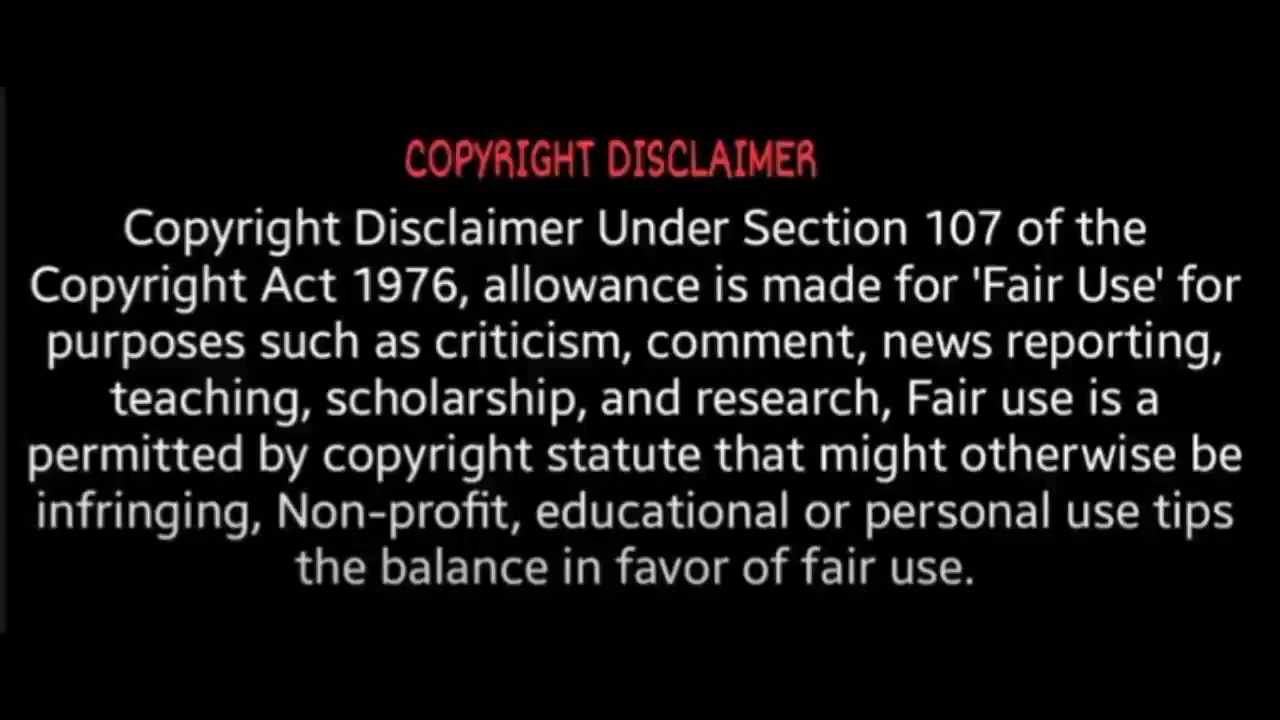 COPYRIGHT DISCLAIMER
Copyright Disclaimer Under Section 107 of the
Copyright Act 1976, allowance is made for 'Fair Use' for
purposes such as criticism, comment, news reporting,
teaching, scholarship, and research, Fair use is a
permitted by copyright statute that might otherwise be
infringing, Non-profit, educational or personal use tips
the balance in favor of fair use.